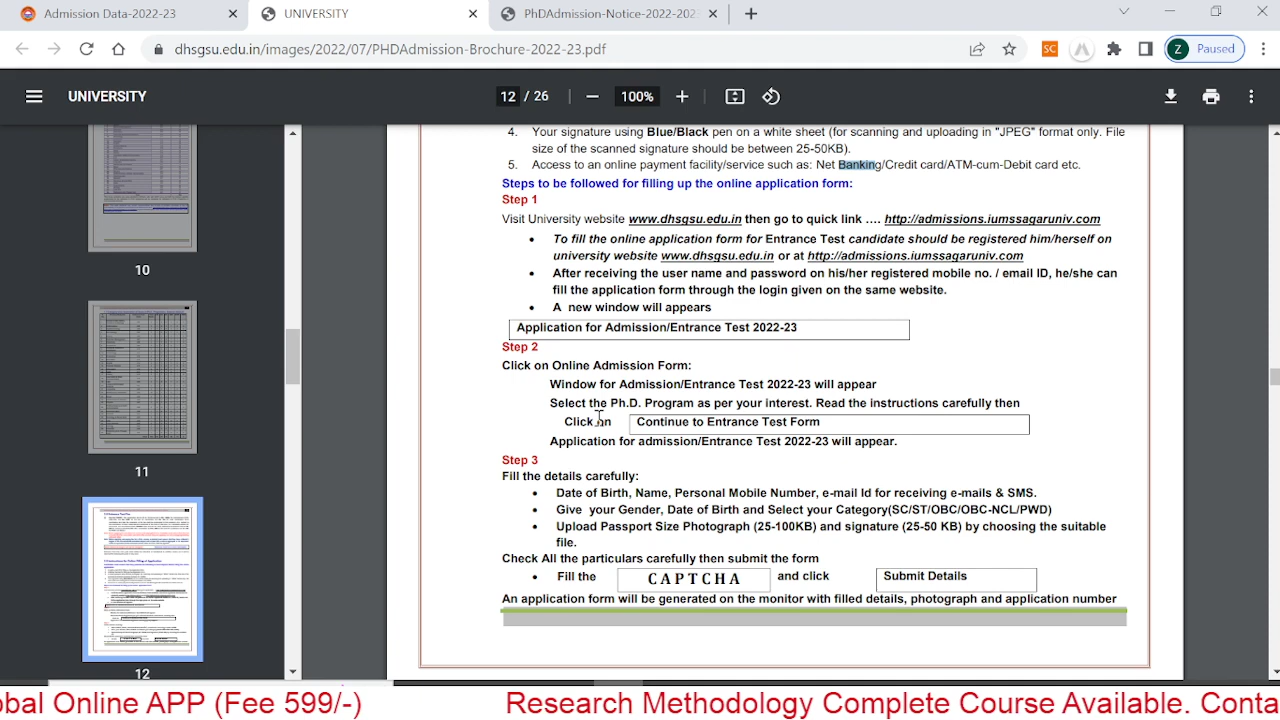 Admission Data-2022-23
UNIVERSITY
PhDAdmission-Notice-2022-202
dhsgsu.edu.in/images/2022/07/PHDAdmission-Brochure-2022-23.pdf
SC
Z Paused
UNIVERSITY
12 / 26
100%
4. Your signature using Blue/Black pen on a white sheet (for scanning and uploading in "JPEG" format only. File
size of the scanned signature should be between 25-50KB).
5. Access to an online payment facility/service such as: Net Banking/Credit card/ATM-cum-Debit card etc.
Steps to be followed for filling up the online application form:
Step 1
Visit University website www.dhsgsu.edu.in then go to quick link .... http://admissions.iumssagaruniv.com
• To fill the online application form for Entrance Test candidate should be registered him/herself on
university website www.dhsgsu.edu.in or at http://admissions.iumssagaruniv.com
• After receiving the user name and password on his/her registered mobile no. / email ID, he/she can
fill the application form through the login given on the same website.
• A new window will appears
Application for Admission/Entrance Test 2022-23
Step 2
Click on Online Admission Form:
Window for Admission/Entrance Test 2022-23 will appear
Select the Ph.D. Program as per your interest. Read the instructions carefully then
Click on Continue to Entrance Test Form
Application for admission/Entrance Test 2022-23 will appear.
Step 3
Fill the details carefully:
• Date of Birth, Name, Personal Mobile Number, e-mail Id for receiving e-mails & SMS.
your Gender, Date of Birth and Select your Category(SC/ST/OBC/OBC-NCL/PWD)
Passport Size Photograph (25-100KB) and signature (25-50 KB) by choosing the suitable
Check All the particulars carefully then submit the
Fill the CAPTCHA and click Submit Details
An application form will be generated on the monitor with filled details, photograph and application number
10
11
12
obal Online APP (Fee 599/-) Research Methodology Complete Course Available. Conta